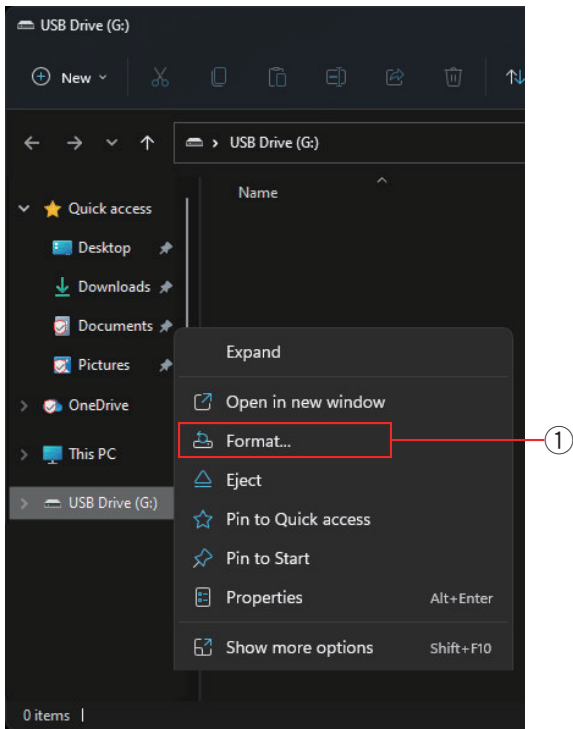 USB Drive (G:)
New
USB Drive (G:)
Name
Quick access
Desktop
Downloads
Documents
Pictures
OneDrive
This PC
USB Drive (G:)
Expand
Open in new window
Format...
Eject
Pin to Quick access
Pin to Start
Properties Alt+Enter
Show more options Shift+F10
①
0 items